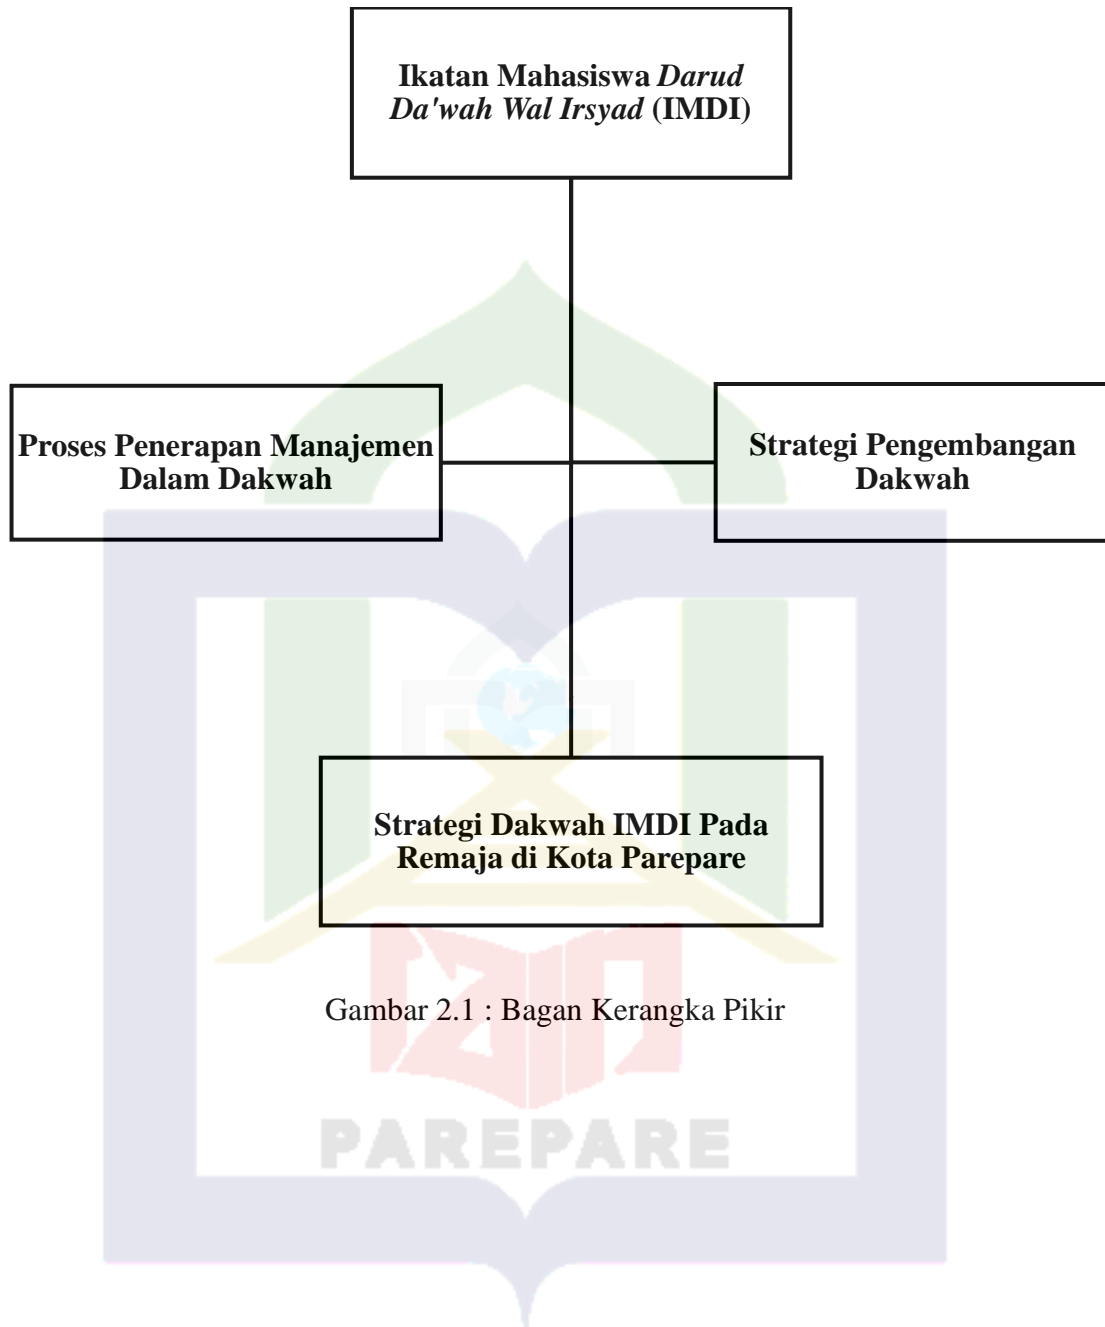 Ikatan Mahasiswa Darud
Da'wah Wal Irsyad (IMDI)
Proses Penerapan Manajemen
Dalam Dakwah
Strategi Pengembangan
Dakwah
Strategi Dakwah IMDI Pada
Remaja di Kota Parepare
Gambar 2.1 : Bagan Kerangka Pikir
PAREPARE